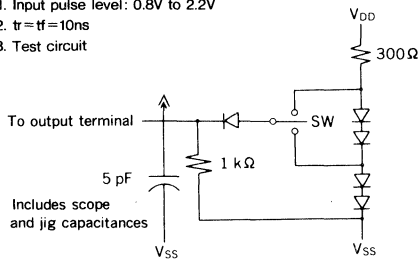 1. Input pulse level: 0.8V to 2.2V
2. tr=tf=10ns
3. Test circuit
VDD
300Ω
To output terminal
SW
1 kΩ
5 pF
Includes scope
and jig capacitances
VSS
VSS